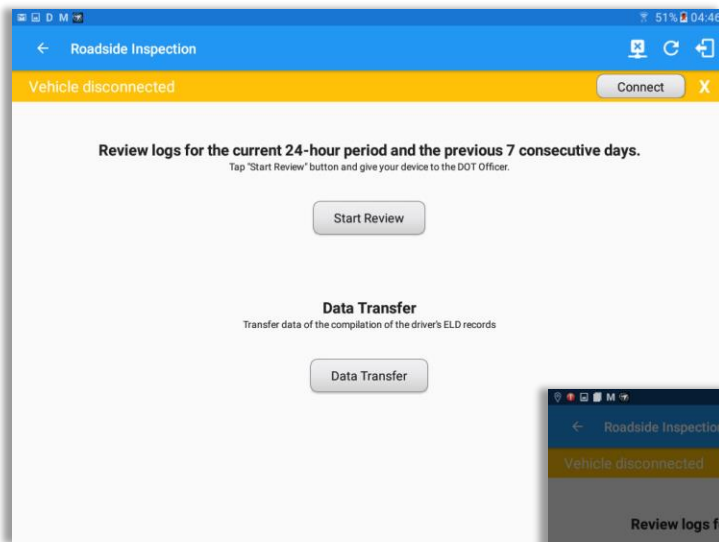 D M 51% 04:46
Roadside Inspection
Vehicle disconnected Connect X
Review logs for the current 24-hour period and the previous 7 consecutive days.
Tap "Start Review" button and give your device to the DOT Officer.
Start Review
Data Transfer
Transfer data of the compilation of the driver's ELD records
Data Transfer
M
Roadside Inspection
Vehicle disconnected
Review logs f